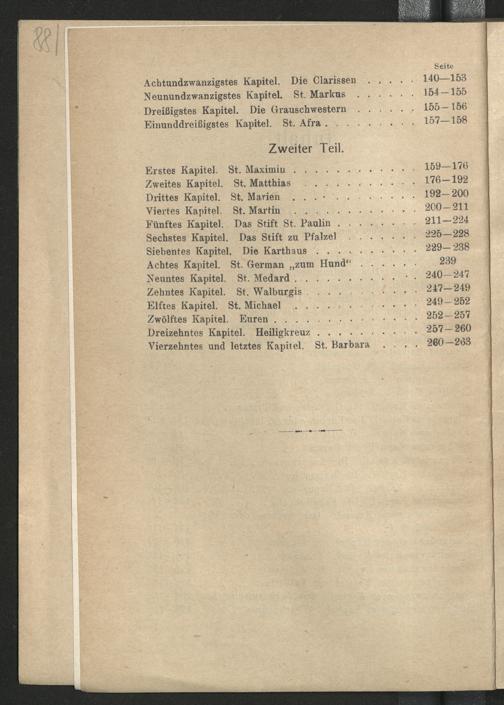 88
Seite
Achtundzwanzigstes Kapitel. Die Clarissen . . . . . 140—153
Neunundzwanzigstes Kapitel. St. Markus . . . . . . 154—155
Dreißigstes Kapitel. Die Grauschwestern . . . . . . 155—156
Einunddreißigstes Kapitel. St. Afra . . . . . . . . 157—158
Zweiter Teil.
Erstes Kapitel. St. Maximin . . . . . . . . . . . 159—176
Zweites Kapitel. St. Matthias . . . . . . . . . . 176—192
Drittes Kapitel. St. Marien . . . . . . . . . . . 192—200
Viertes Kapitel. St. Martin . . . . . . . . . . . 200—211
Fünftes Kapitel. Das Stift St. Paulin . . . . . . . 211—224
Sechstes Kapitel. Das Stift zu Pfalzel . . . . . . 225—228
Siebentes Kapitel. Die Karthaus . . . . . . . . . 229—238
Achtes Kapitel. St. German „zum Hund“ . . . . . 239
Neuntes Kapitel. St. Medard . . . . . . . . . . . 240—247
Zehntes Kapitel. St. Walburgis . . . . . . . . . . 247—249
Elftes Kapitel. St. Michael . . . . . . . . . . . 249—252
Zwölftes Kapitel. Euren . . . . . . . . . . . . 252—257
Dreizehntes Kapitel. Heiligkreuz . . . . . . . . . 257—260
Vierzehntes und letztes Kapitel. St. Barbara . . . . 260—263